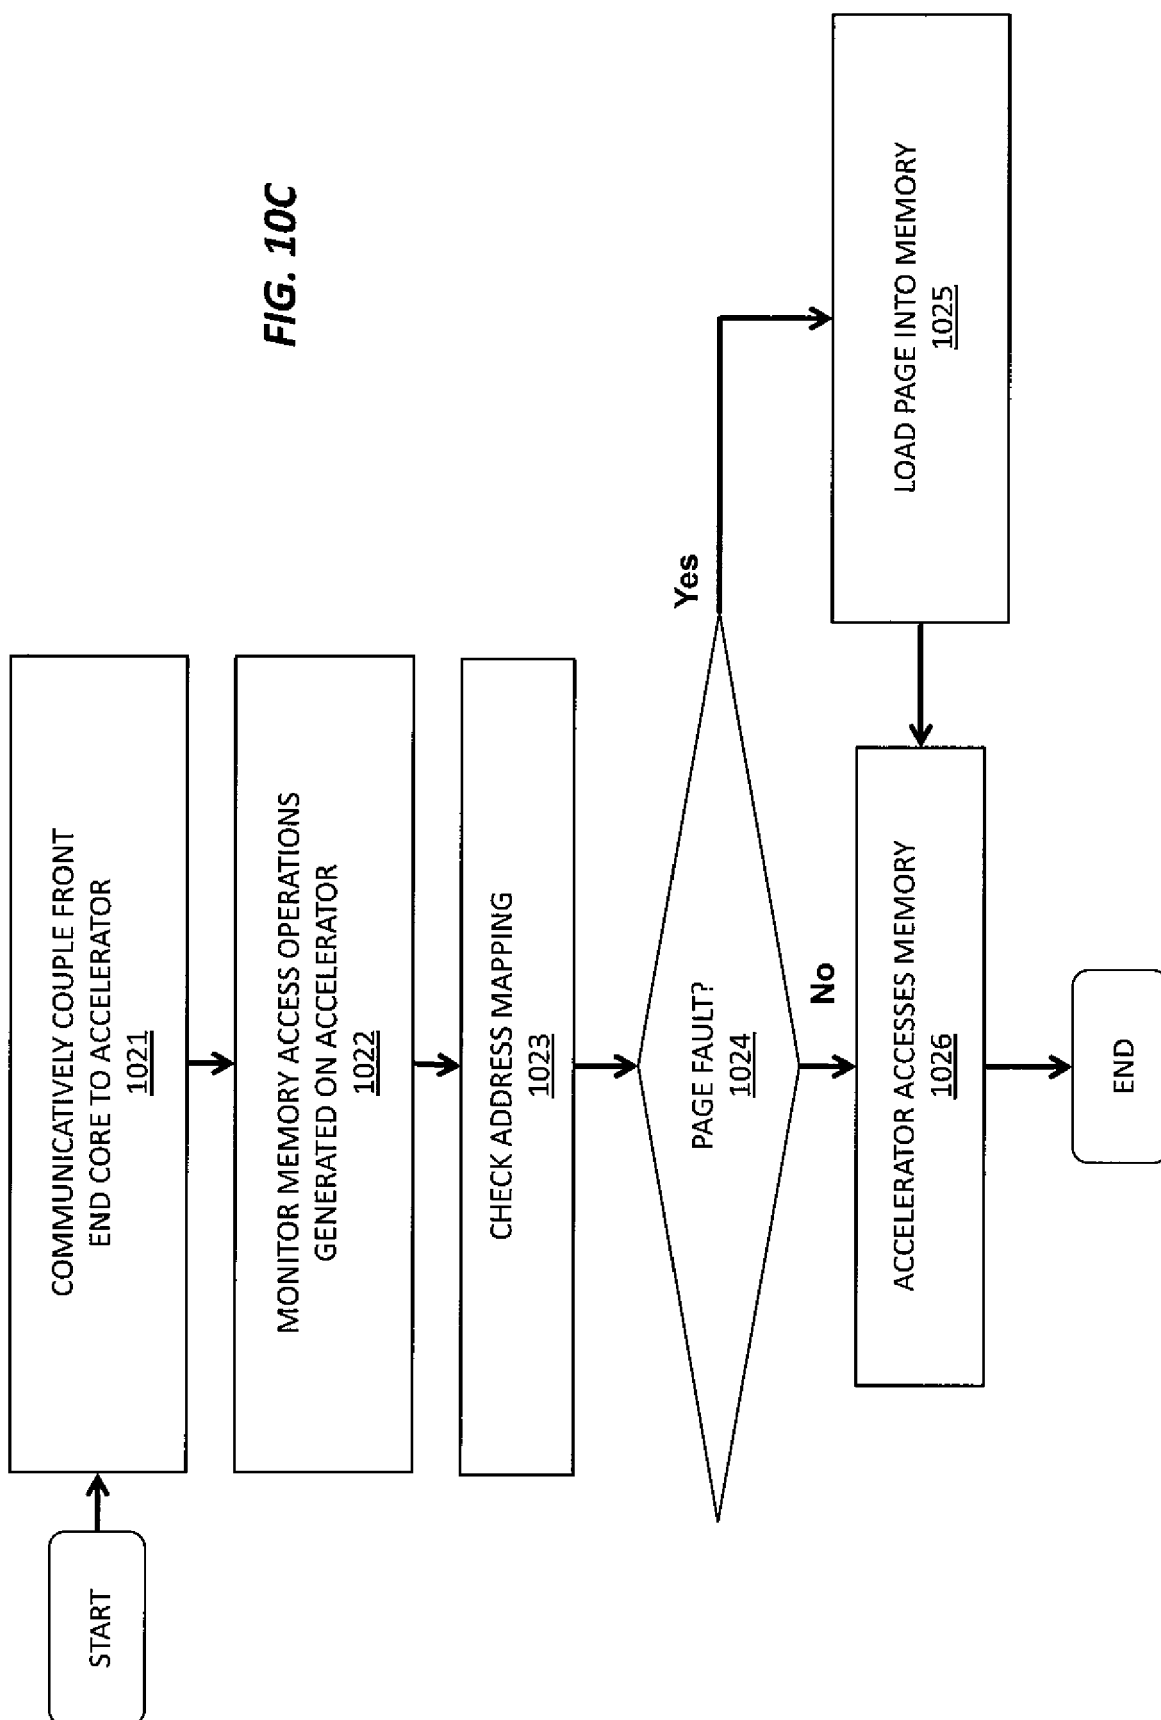 START
COMMUNICATIVELY COUPLE FRONT
END CORE TO ACCELERATOR
1021
MONITOR MEMORY ACCESS OPERATIONS
GENERATED ON ACCELERATOR
1022
CHECK ADDRESS MAPPING
1023
PAGE FAULT?
1024
Yes
No
LOAD PAGE INTO MEMORY
1025
ACCELERATOR ACCESSES MEMORY
1026
END
FIG. 10C